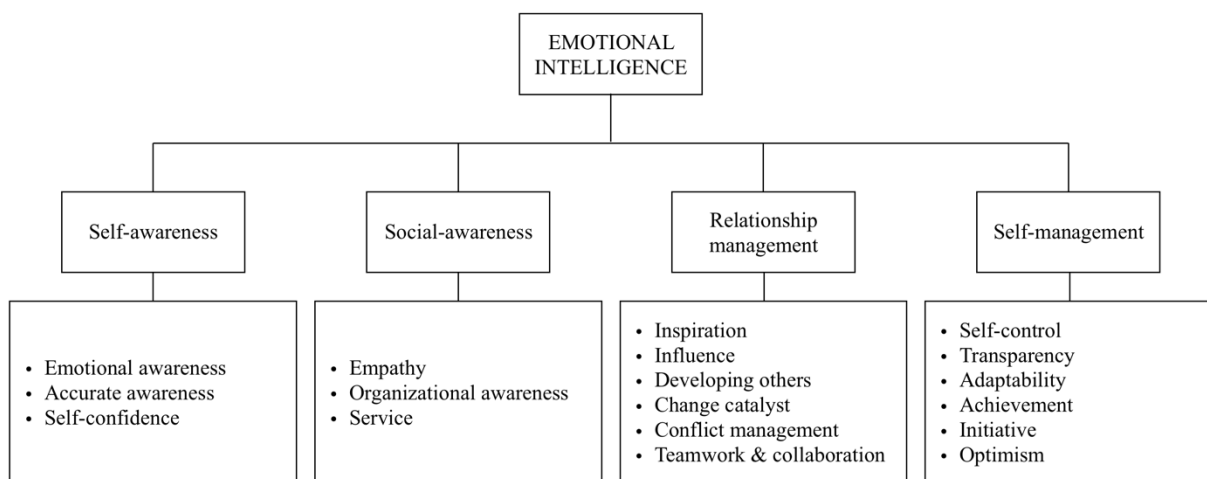 EMOTIONAL
INTELLIGENCE
Self-awareness
Social-awareness
Relationship
management
Self-management
• Emotional awareness
• Accurate awareness
• Self-confidence
• Empathy
• Organizational awareness
• Service
• Inspiration
• Influence
• Developing others
• Change catalyst
• Conflict management
• Teamwork & collaboration
• Self-control
• Transparency
• Adaptability
• Achievement
• Initiative
• Optimism